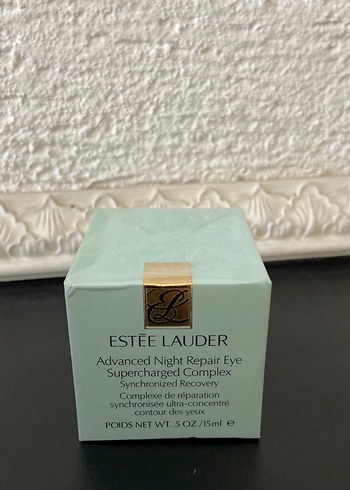 EL
ESTĒE LAUDER
Advanced Night Repair Eye
Supercharged Complex
Synchronized Recovery
Complexe de réparation
synchronisée ultra-concentré
contour des yeux
POIDS NET WT. .5 OZ./15ml ℮